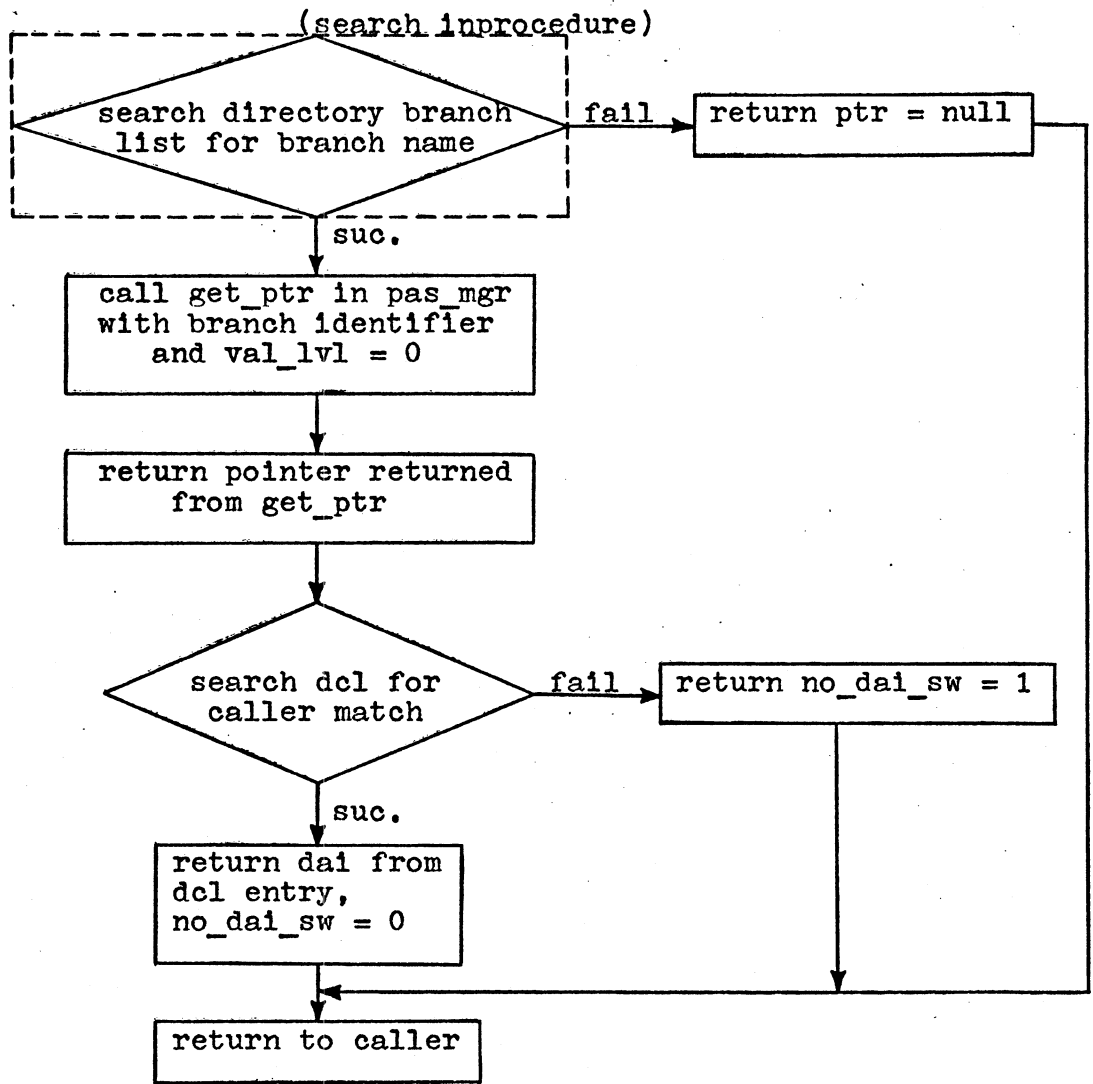 (search inprocedure)
search directory branch
list for branch name
fail
return ptr = null
suc.
call get_ptr in pas_mgr
with branch identifier
and val_lvl = 0
return pointer returned
from get_ptr
search dcl for
caller match
fail
return no_dai_sw = 1
suc.
return dai from
dcl entry,
no_dai_sw = 0
return to caller